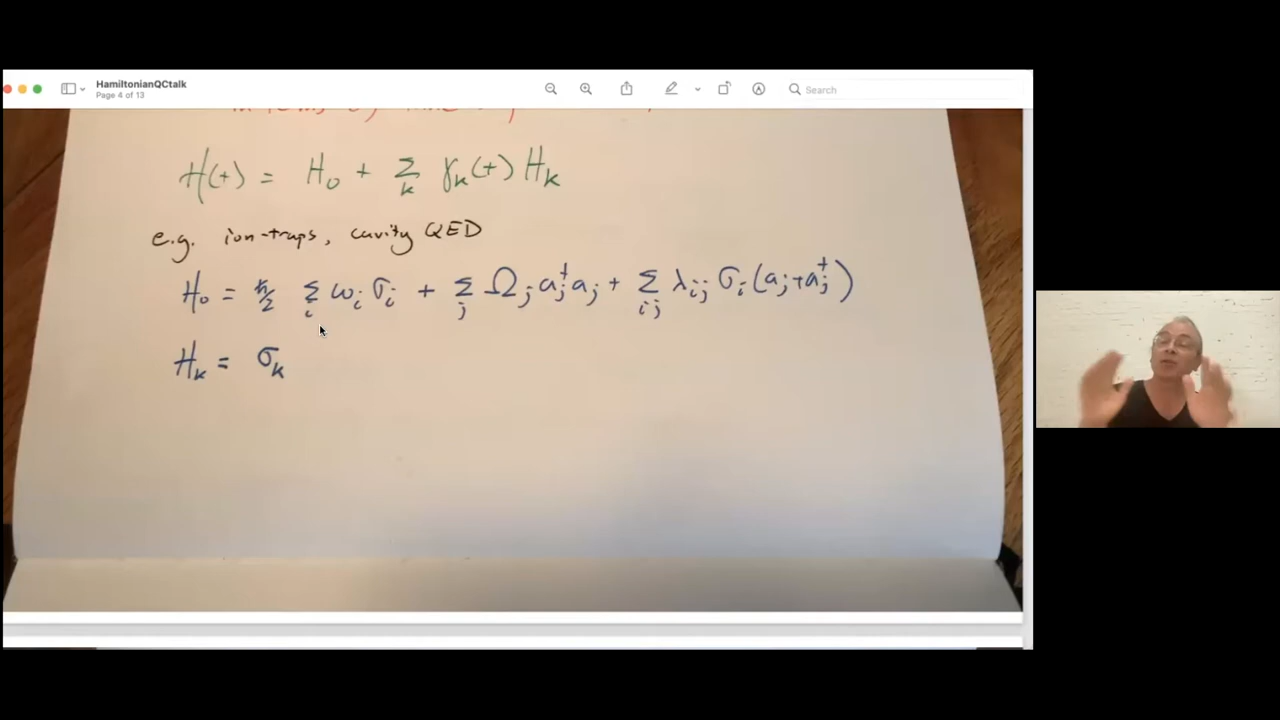 HamiltonianQCtalk
Page 4 of 13
Search
H(t) = H₀ + Σₖ γₖ(t) Hₖ
e.g. ion-traps, cavity QED
H₀ = ħ/2 Σᵢ ωᵢ σᵢ + Σⱼ Ωⱼ aⱼ† aⱼ + Σᵢⱼ λᵢⱼ σᵢ (aⱼ + aⱼ†)
Hₖ = σₖ